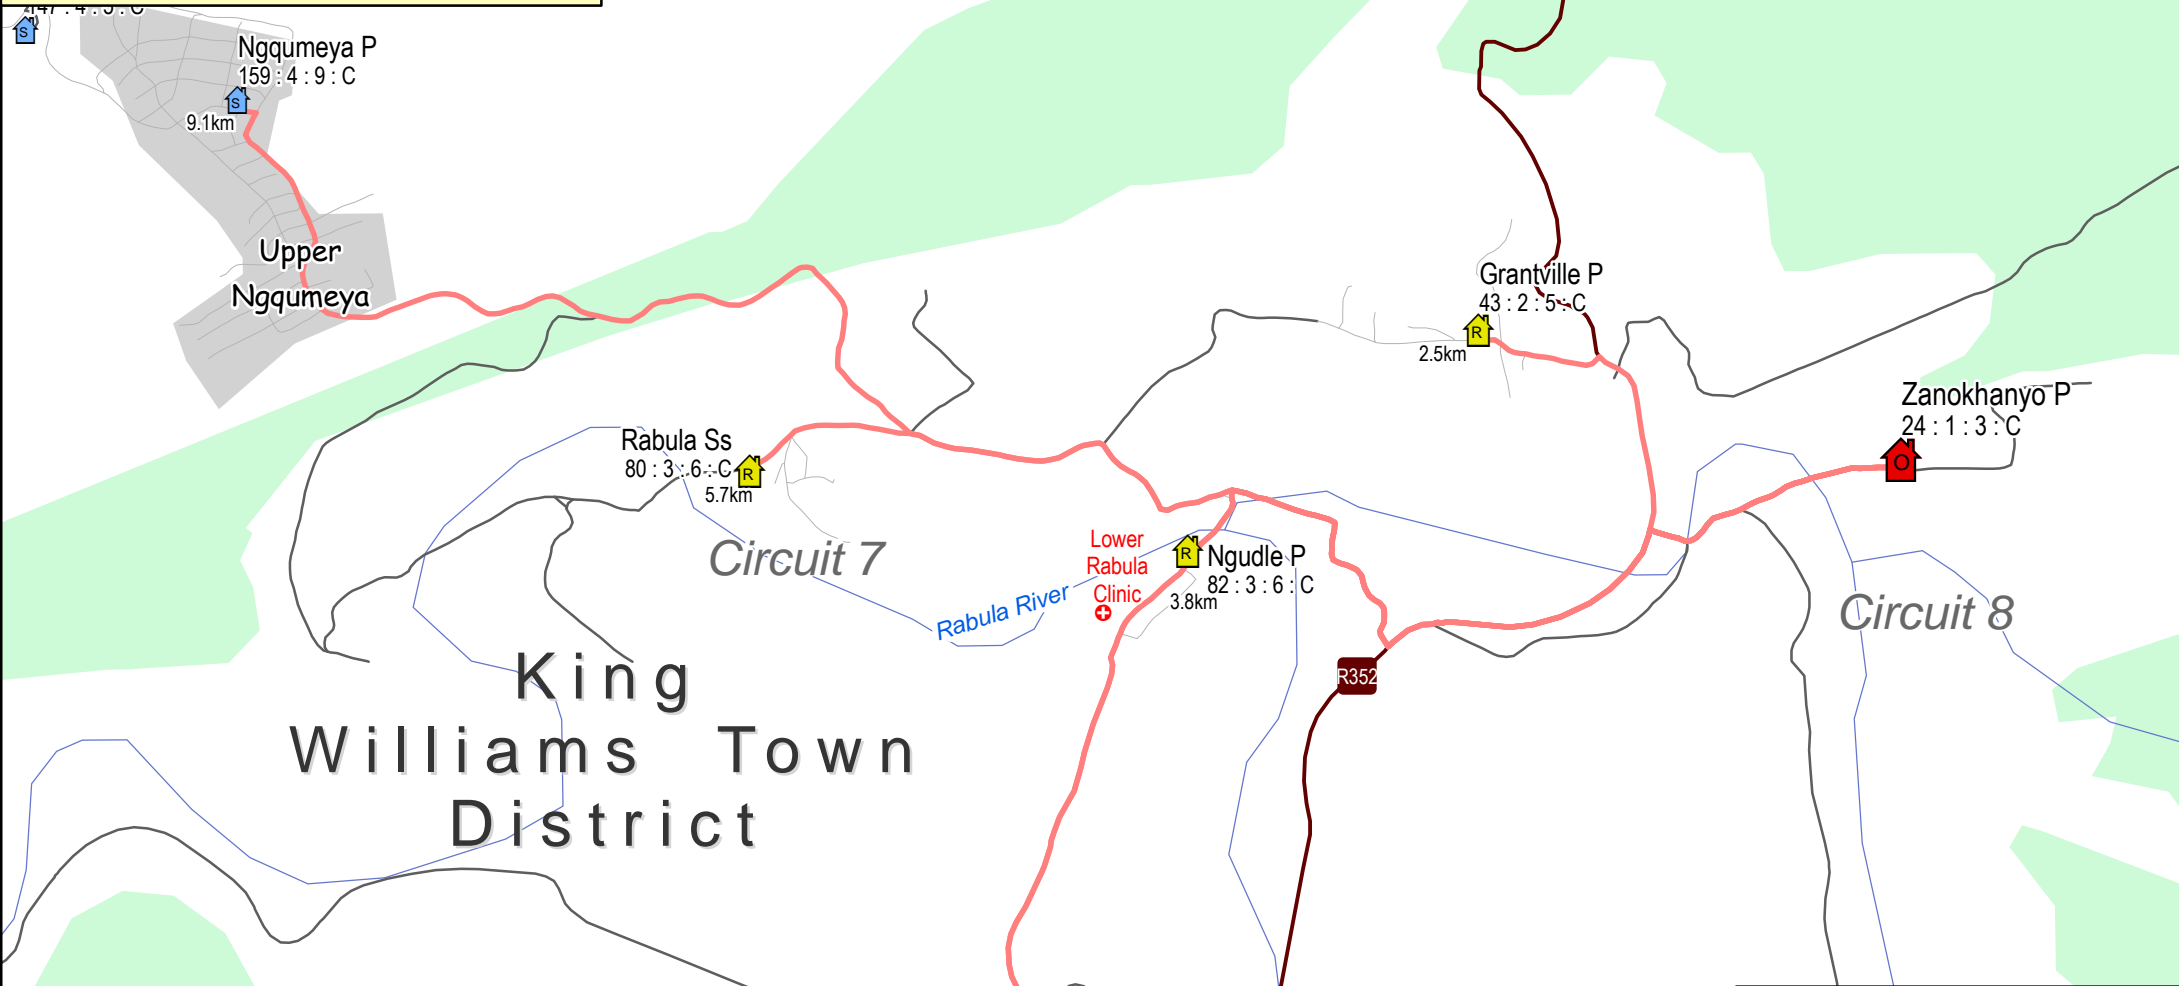 S
Ngqumeya P
159 : 4 : 9 : C
S
9.1km
Upper
Ngqumeya
Grantville P
43 : 2 : 5 : C
R
2.5km
Zanokhanyo P
24 : 1 : 3 : C
O
Rabula Ss
80 : 3 : 6 : C
R
5.7km
Circuit 7
Lower
Rabula
Clinic
R
Ngudle P
82 : 3 : 6 : C
3.8km
Rabula River
Circuit 8
R352
King
Williams Town
District